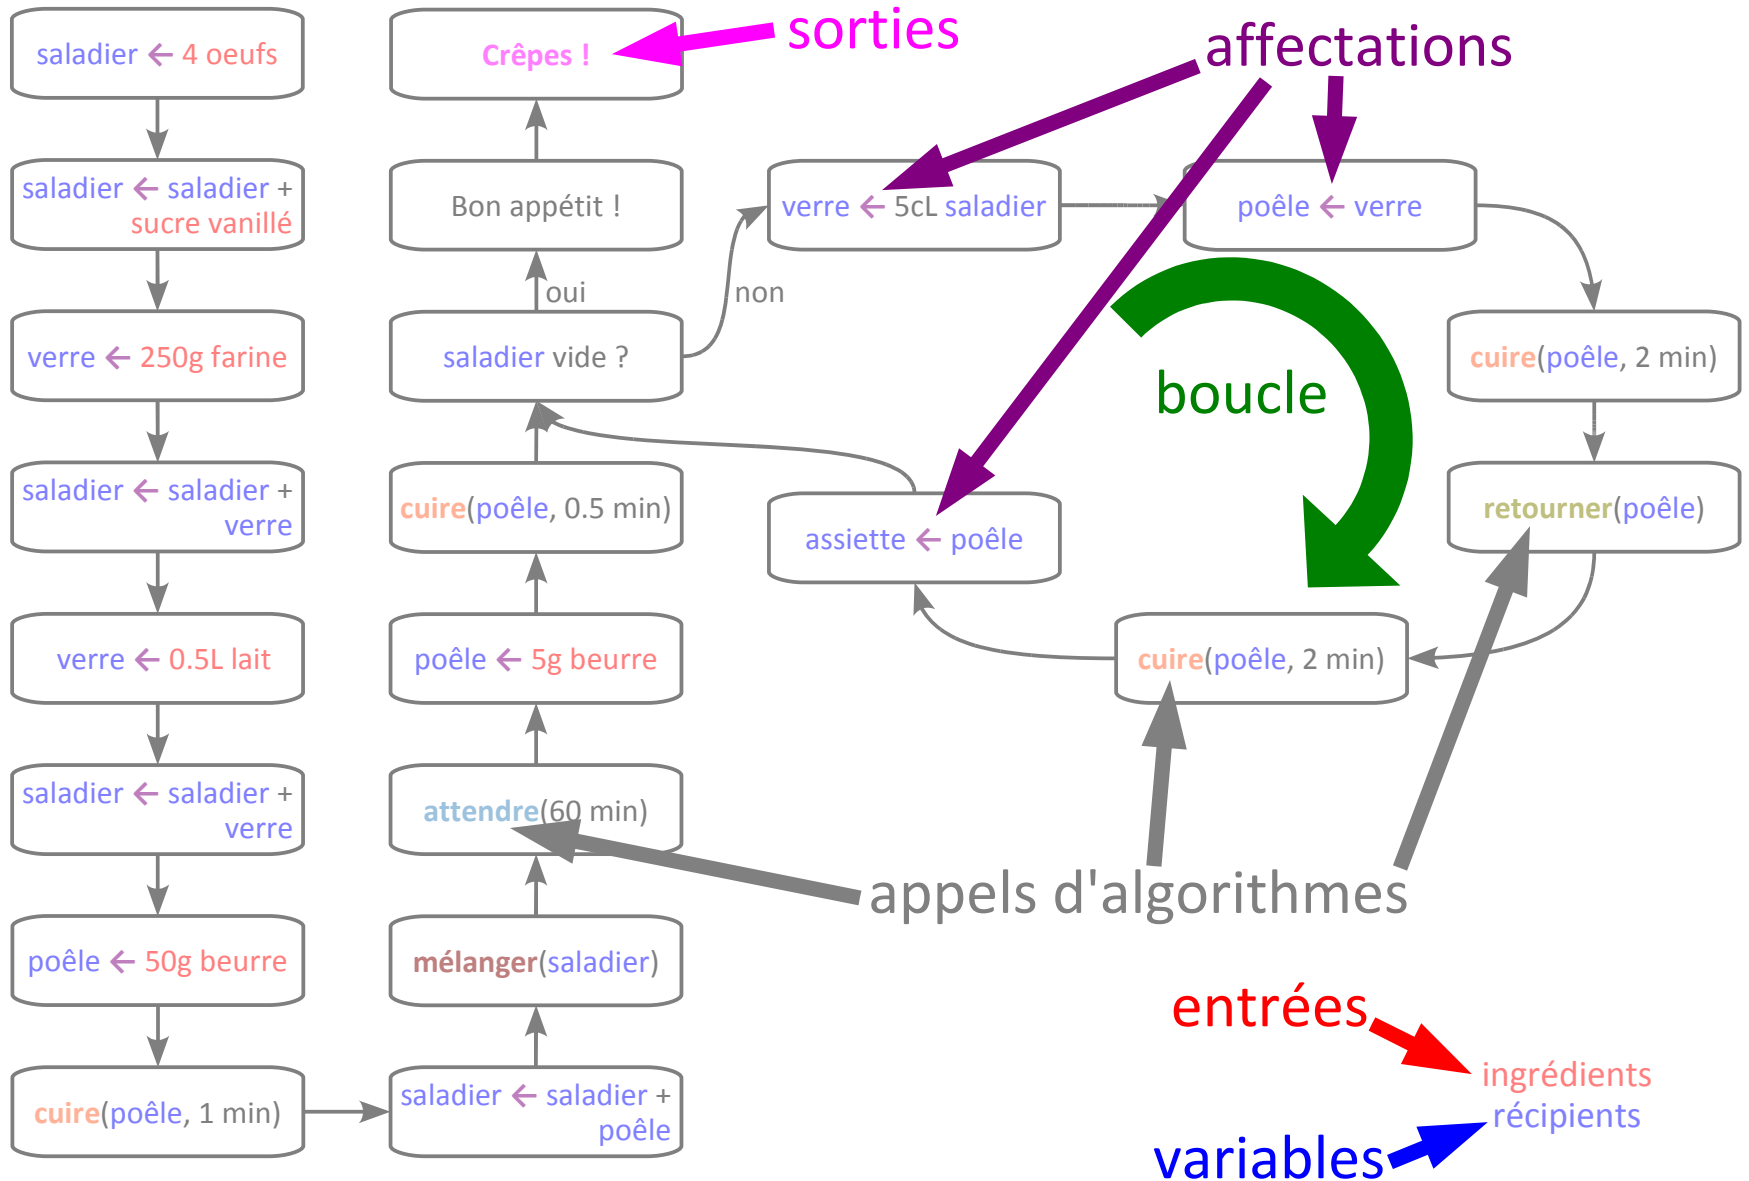 saladier ← 4 oeufs
saladier ← saladier +
sucre vanillé
verre ← 250g farine
saladier ← saladier +
verre
verre ← 0.5L lait
saladier ← saladier +
verre
poêle ← 50g beurre
cuire(poêle, 1 min)
saladier ← saladier +
poêle
mélanger(saladier)
attendre(60 min)
poêle ← 5g beurre
cuire(poêle, 0.5 min)
saladier vide ?
oui
non
Bon appétit !
Crêpes !
verre ← 5cL saladier
poêle ← verre
cuire(poêle, 2 min)
retourner(poêle)
cuire(poêle, 2 min)
assiette ← poêle
sorties
affectations
boucle
appels d'algorithmes
entrées
ingrédients
récipients
variables